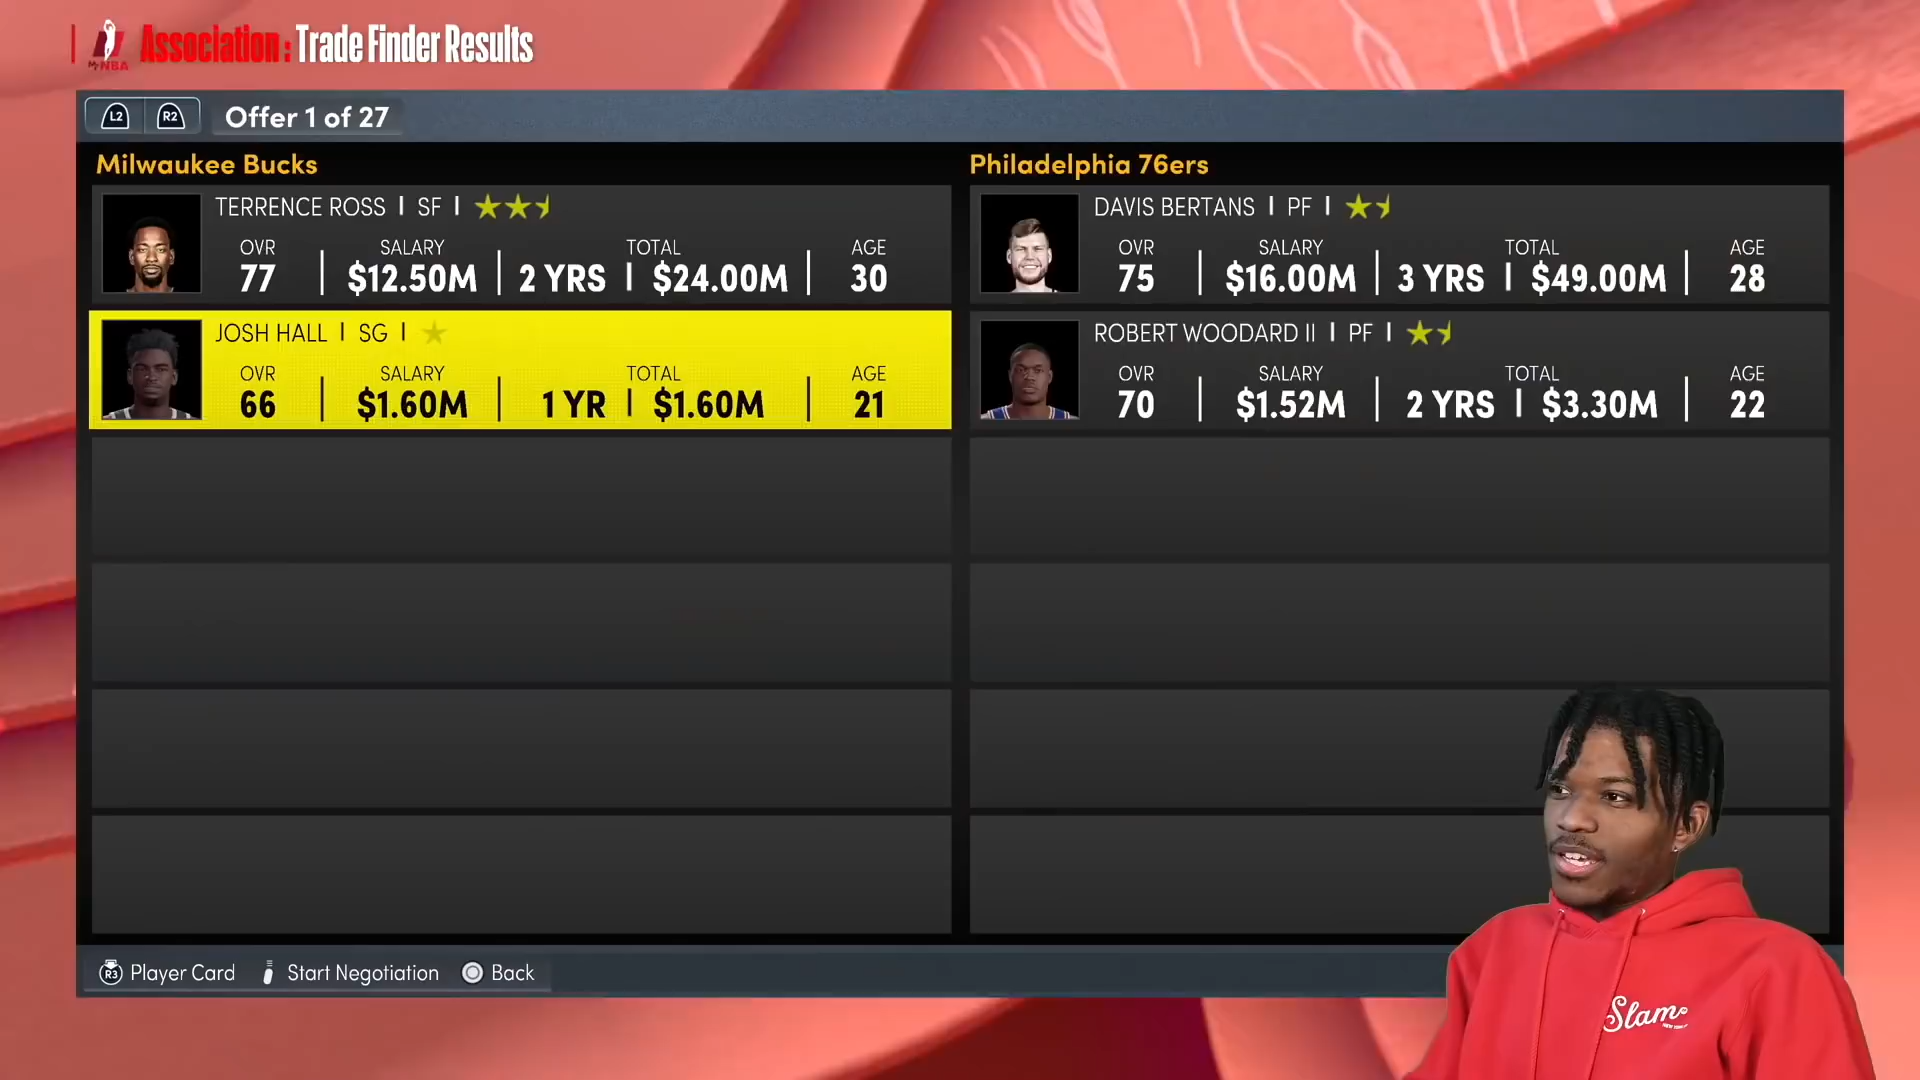 MyNBA Association : Trade Finder Results
L2 R2 Offer 1 of 27
Milwaukee Bucks
TERRENCE ROSS | SF |
OVR SALARY TOTAL AGE
77 | $12.50M | 2 YRS | $24.00M | 30
JOSH HALL | SG |
OVR SALARY TOTAL AGE
66 | $1.60M | 1 YR | $1.60M | 21
Philadelphia 76ers
DAVIS BERTANS | PF |
OVR SALARY TOTAL AGE
75 | $16.00M | 3 YRS | $49.00M | 28
ROBERT WOODARD II | PF |
OVR SALARY TOTAL AGE
70 | $1.52M | 2 YRS | $3.30M | 22
R3 Player Card Start Negotiation Back
Slam